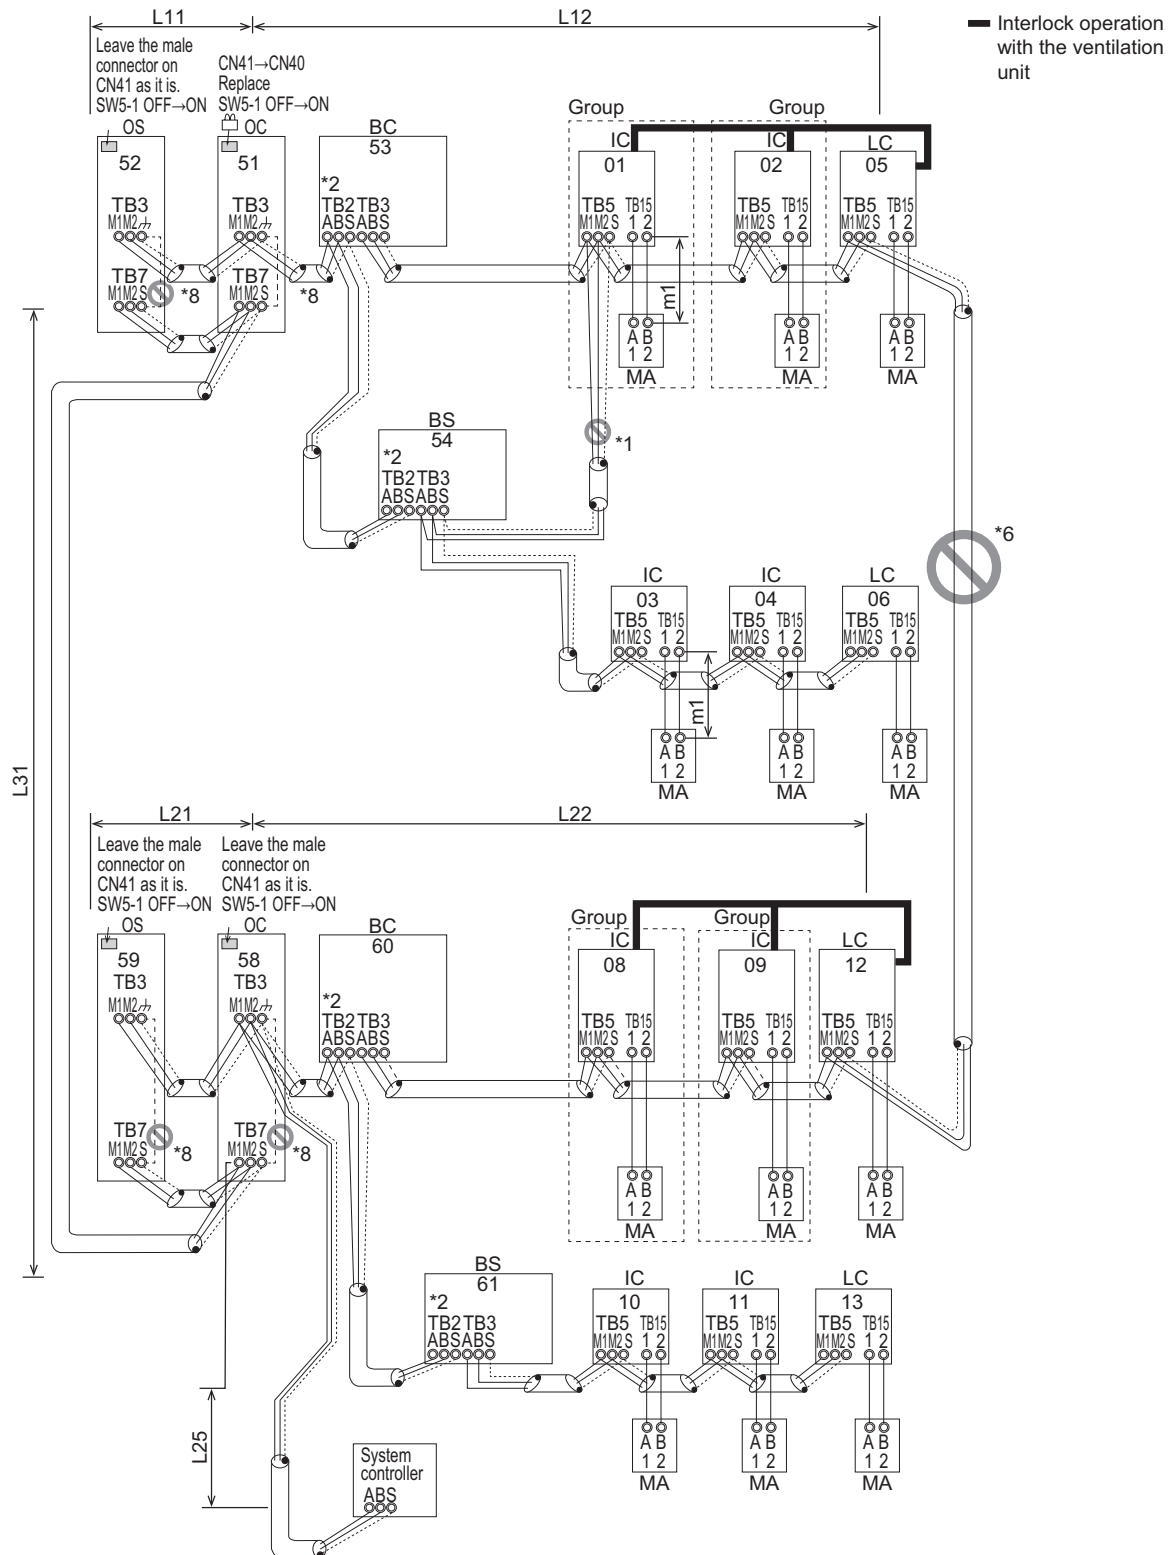 L11
L12
Interlock operation
with the ventilation
unit
Leave the male
connector on
CN41 as it is.
SW5-1 OFF→ON
CN41→CN40
Replace
SW5-1 OFF→ON
OS
52
TB3
M1M2
TB7
M1M2 S
*8
OC
51
TB3
M1M2
TB7
M1M2 S
*8
BC
53
*2
TB2 TB3
ABS ABS
Group
IC
01
TB5 TB15
M1M2 S 1 2
Group
IC
02
TB5 TB15
M1M2 S 1 2
LC
05
TB5 TB15
M1M2 S 1 2
m1
A B
1 2
MA
A B
1 2
MA
A B
1 2
MA
BS
54
*2
TB2 TB3
ABS ABS
*1
*6
IC
03
TB5 TB15
M1M2 S 1 2
IC
04
TB5 TB15
M1M2 S 1 2
LC
06
TB5 TB15
M1M2 S 1 2
m1
A B
1 2
MA
A B
1 2
MA
A B
1 2
MA
L31
L21
L22
Leave the male
connector on
CN41 as it is.
SW5-1 OFF→ON
Leave the male
connector on
CN41 as it is.
SW5-1 OFF→ON
OS
59
TB3
M1M2
TB7
M1M2 S
*8
OC
58
TB3
M1M2
TB7
M1M2 S
*8
BC
60
*2
TB2 TB3
ABS ABS
Group
IC
08
TB5 TB15
M1M2 S 1 2
Group
IC
09
TB5 TB15
M1M2 S 1 2
LC
12
TB5 TB15
M1M2 S 1 2
A B
1 2
MA
A B
1 2
MA
A B
1 2
MA
BS
61
*2
TB2 TB3
ABS ABS
IC
10
TB5 TB15
M1M2 S 1 2
IC
11
TB5 TB15
M1M2 S 1 2
LC
13
TB5 TB15
M1M2 S 1 2
A B
1 2
MA
A B
1 2
MA
A B
1 2
MA
L25
System
controller
ABS